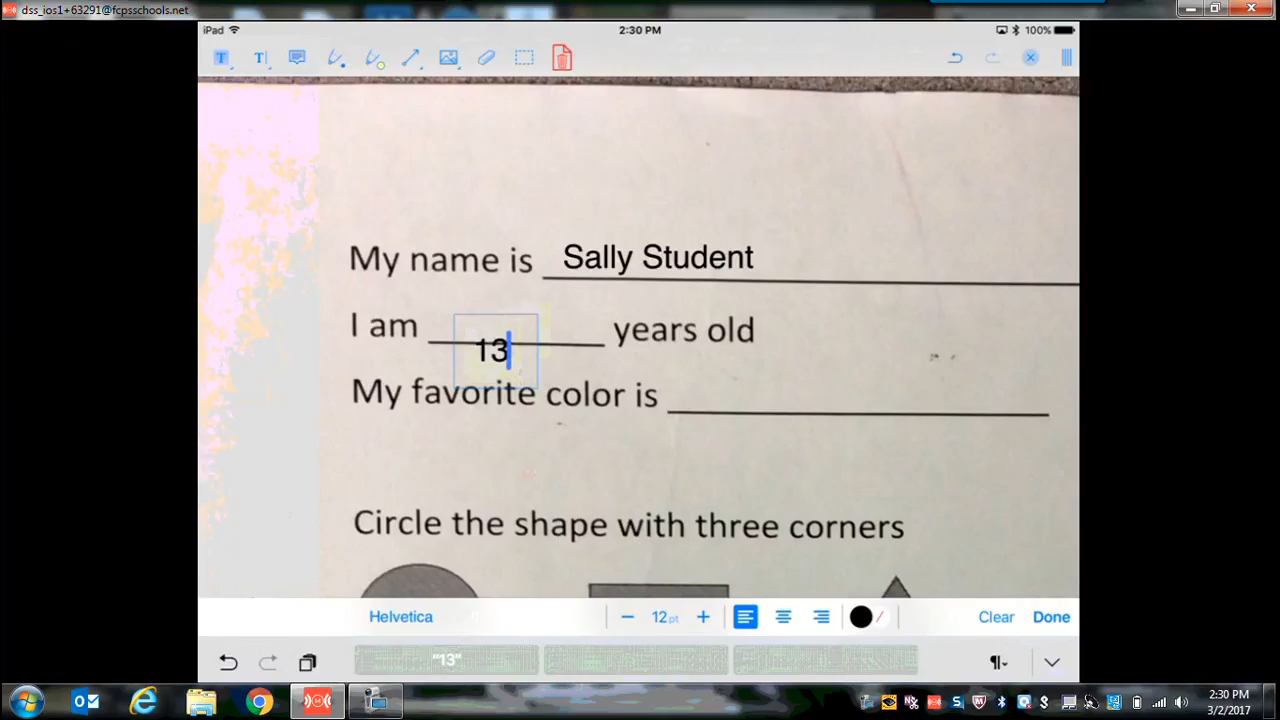 dss_ios1+63291@fcpsschools.net
iPad 2:30 PM 100%
T T
My name is Sally Student
I am 13 years old
My favorite color is
Circle the shape with three corners
Helvetica − 12pt + Clear Done
"13"
2:30 PM
3/2/2017